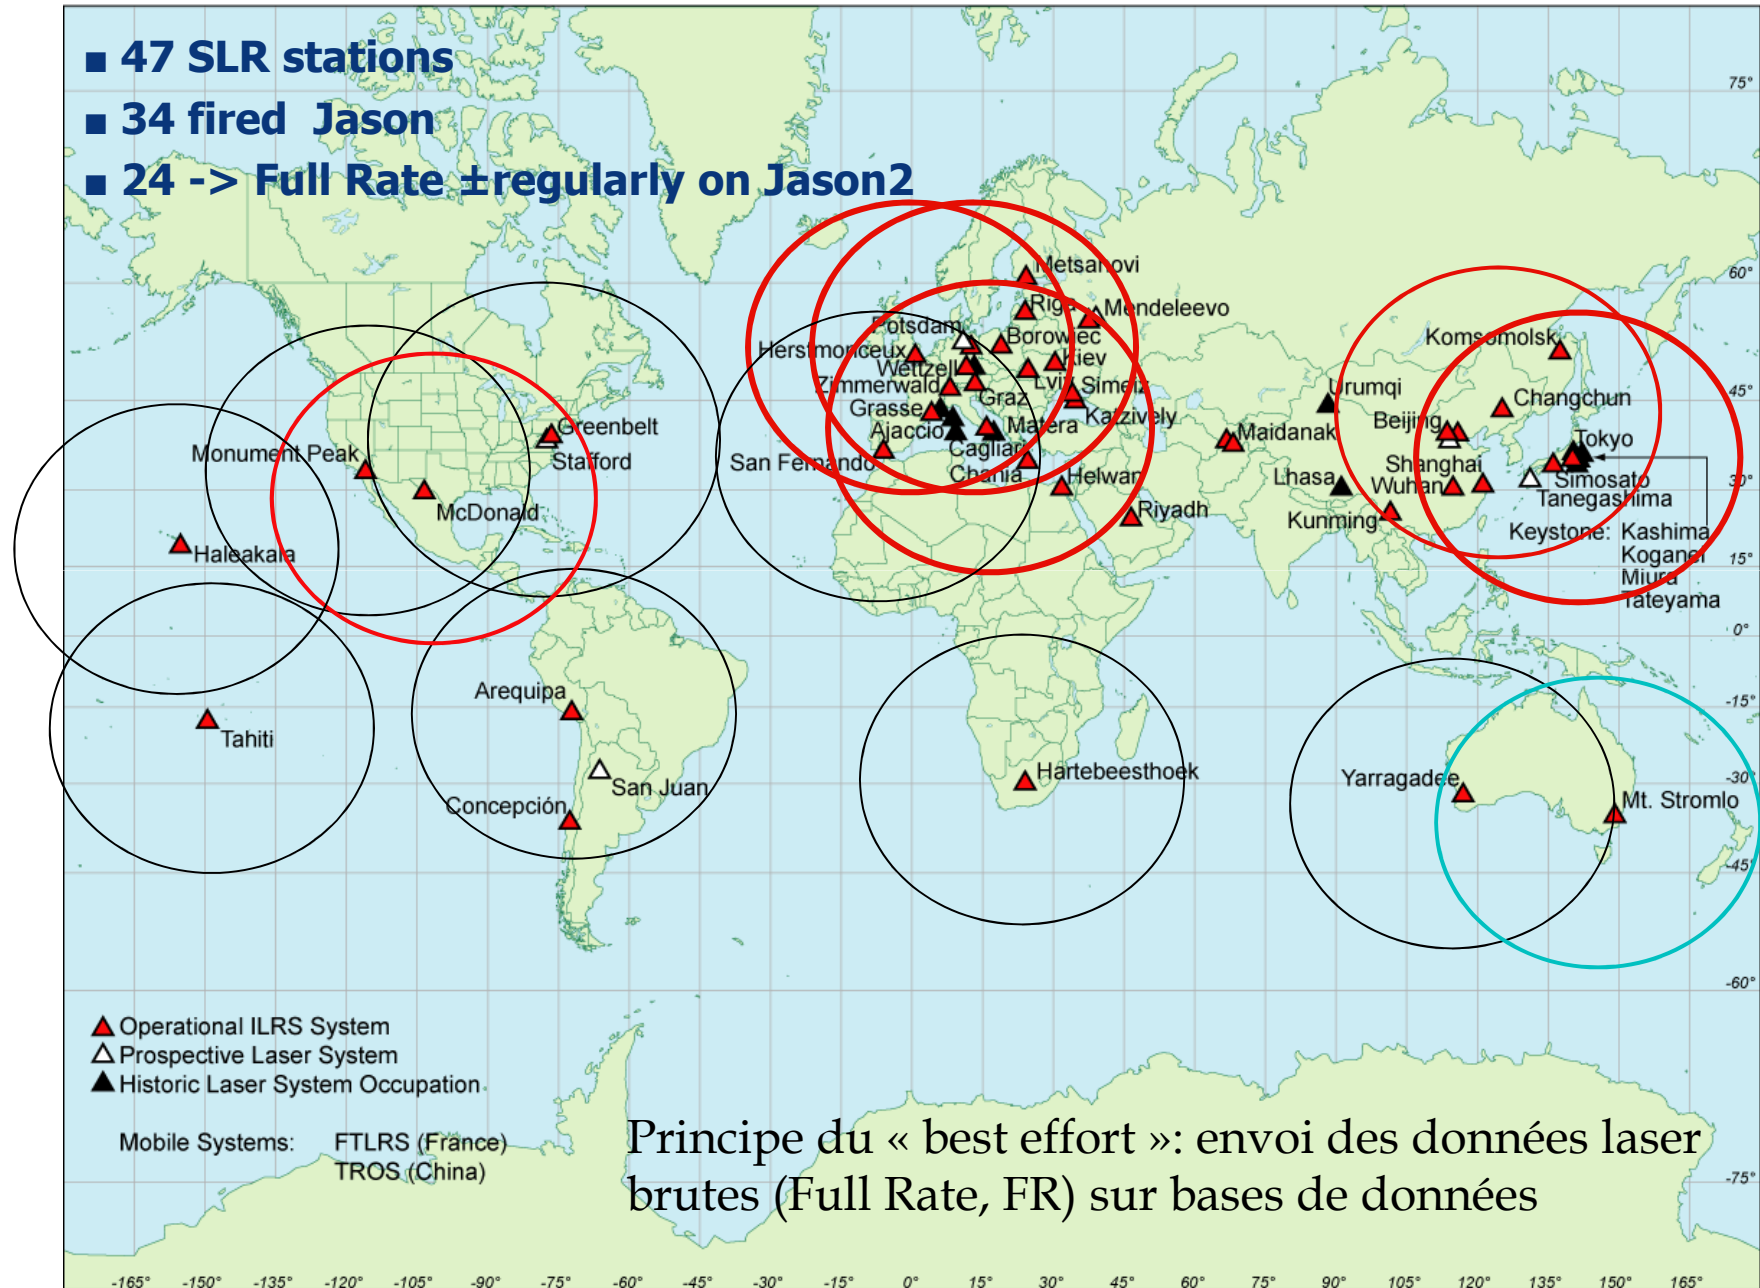 ▪ 47 SLR stations
▪ 34 fired Jason
▪ 24 -> Full Rate ±regularly on Jason2
75°
60°
45°
30°
15°
0°
-15°
-30°
-45°
-60°
-75°
Metsahovi
Riga
Mendeleevo
Potsdam
Borowiec
Herstmonceux
Kiev
Wettzell
Lviv
Simeiz
Zimmerwald
Graz
Katzively
Grasse
Ajaccio
Matera
Cagliari
San Fernando
Chania
Helwan
Riyadh
Maidanak
Urumqi
Komsomolsk
Changchun
Beijing
Tokyo
Shanghai
Simosato
Lhasa
Wuhan
Tanegashima
Kunming
Keystone: Kashima
Koganei
Miura
Tateyama
Greenbelt
Monument Peak
Stafford
McDonald
Haleakala
Tahiti
Arequipa
San Juan
Concepción
Hartebeesthoek
Yarragadee
Mt. Stromlo
Operational ILRS System
Prospective Laser System
Historic Laser System Occupation
Mobile Systems: FTLRS (France)
TROS (China)
Principe du « best effort »: envoi des données laser
brutes (Full Rate, FR) sur bases de données
-165° -150° -135° -120° -105° -90° -75° -60° -45° -30° -15° 0° 15° 30° 45° 60° 75° 90° 105° 120° 135° 150° 165°